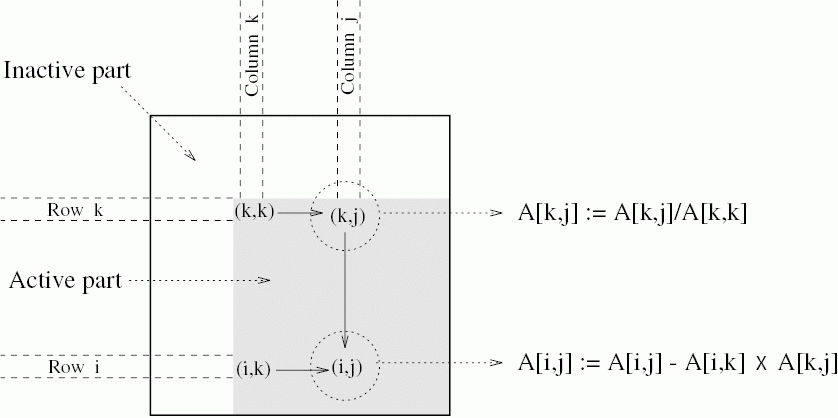 Column k
Column j
Inactive part
Row k
(k,k)
(k,j)
A[k,j] := A[k,j]/A[k,k]
Active part
Row i
(i,k)
(i,j)
A[i,j] := A[i,j] - A[i,k] x A[k,j]